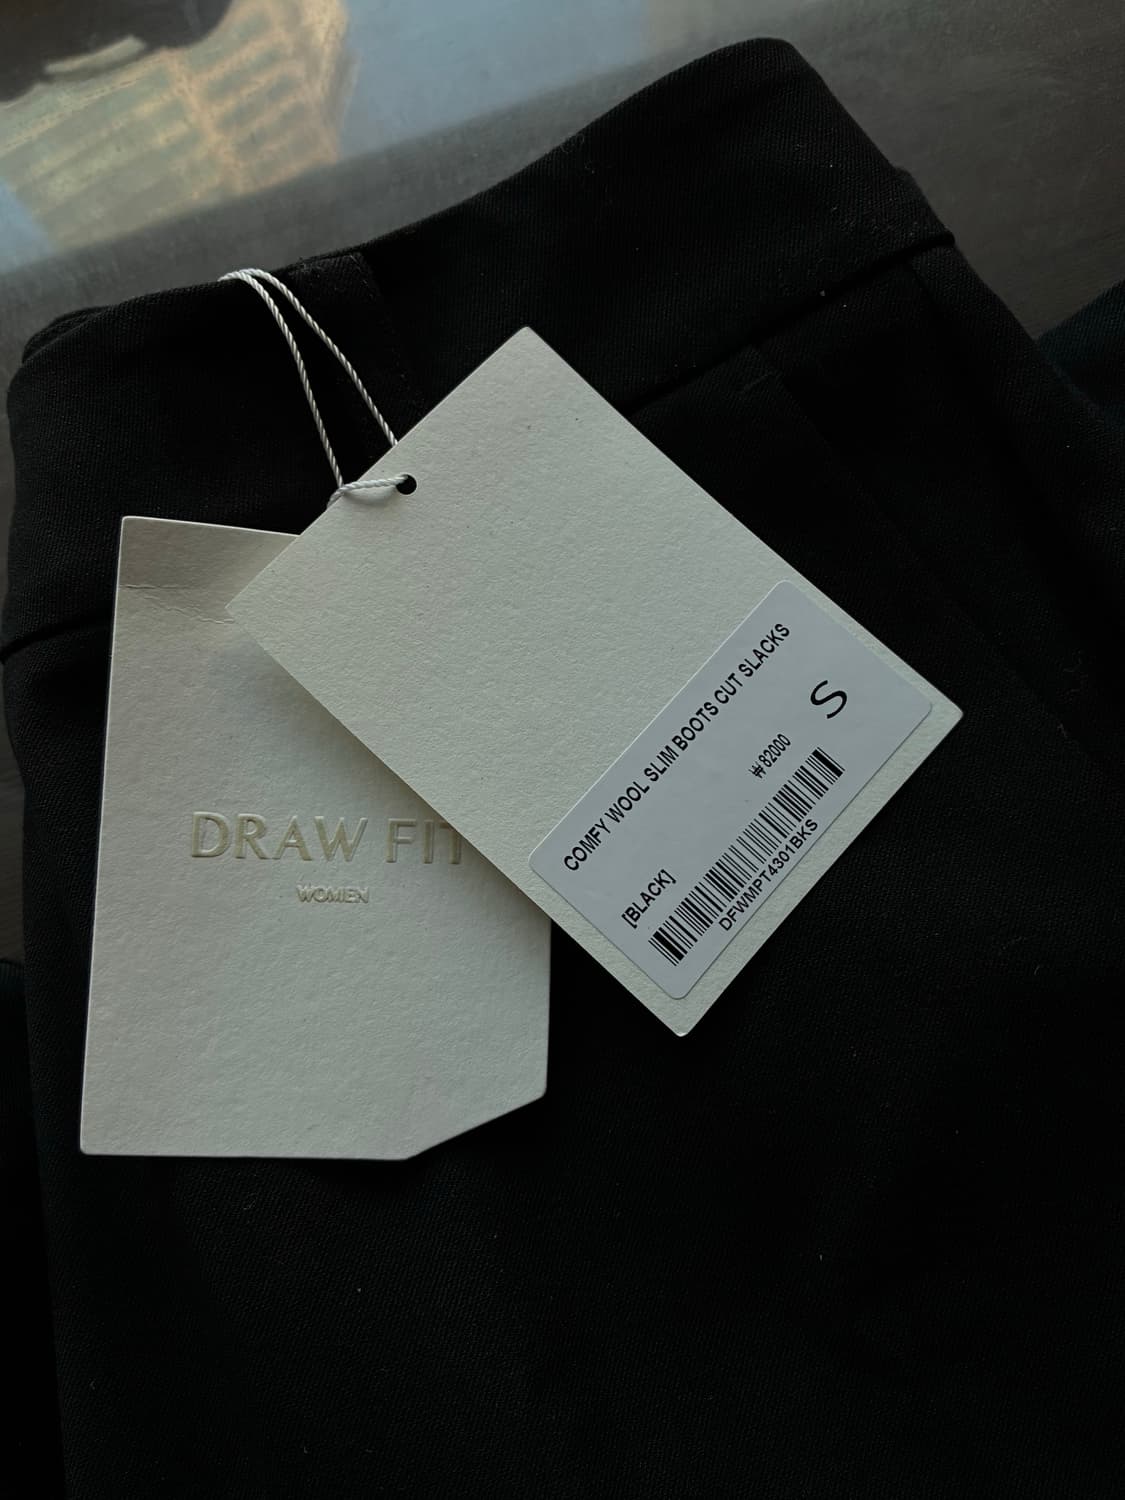 DRAW FIT
WOMEN
COMFY WOOL SLIM BOOTS CUT SLACKS
S
₩82000
[BLACK]
DFWMPT4301BKS